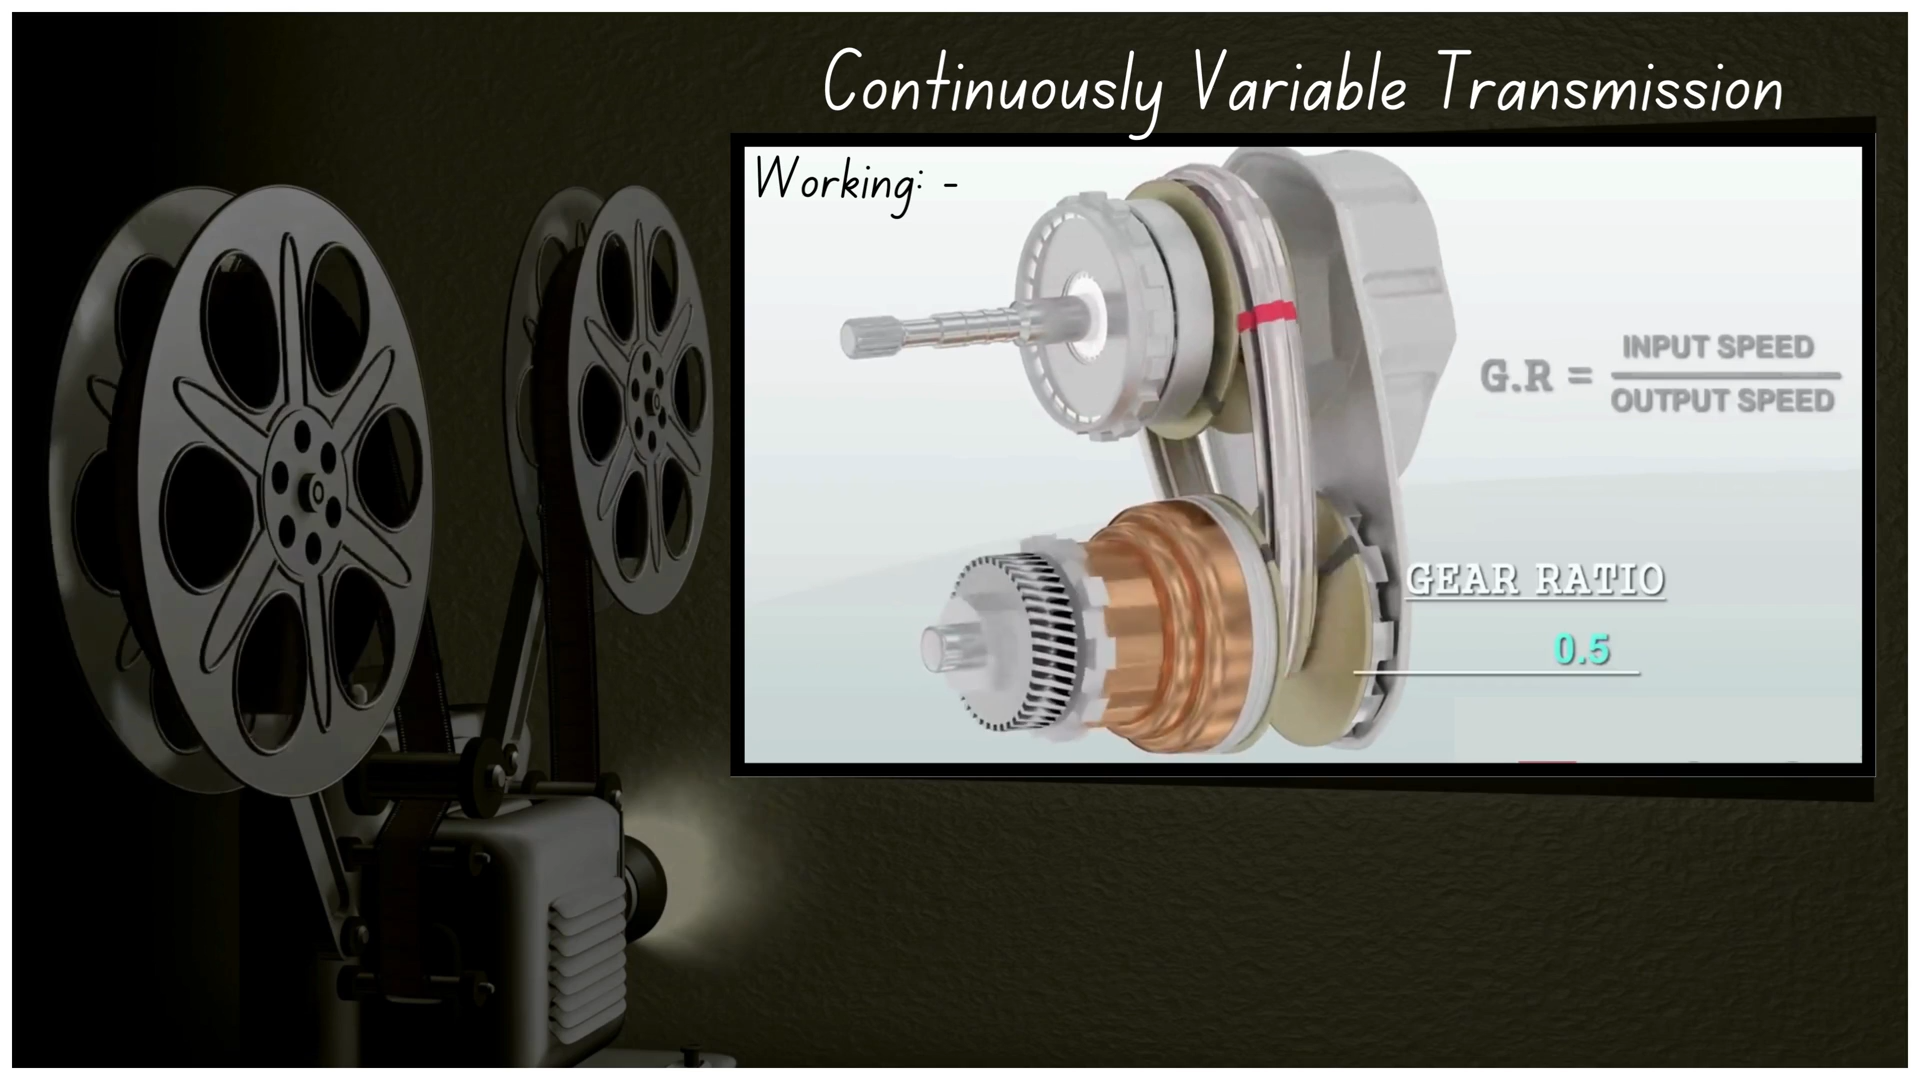 Continuously Variable Transmission
Working: -
G.R = INPUT SPEED
OUTPUT SPEED
GEAR RATIO
0.5